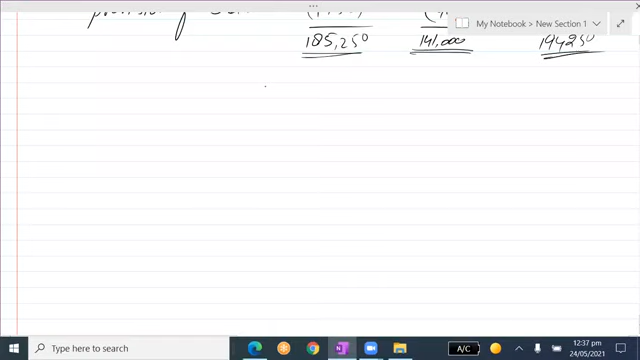 My Notebook > New Section 1
185,250 141,000 194250
Type here to search
A/C
12:37 pm
24/05/2021